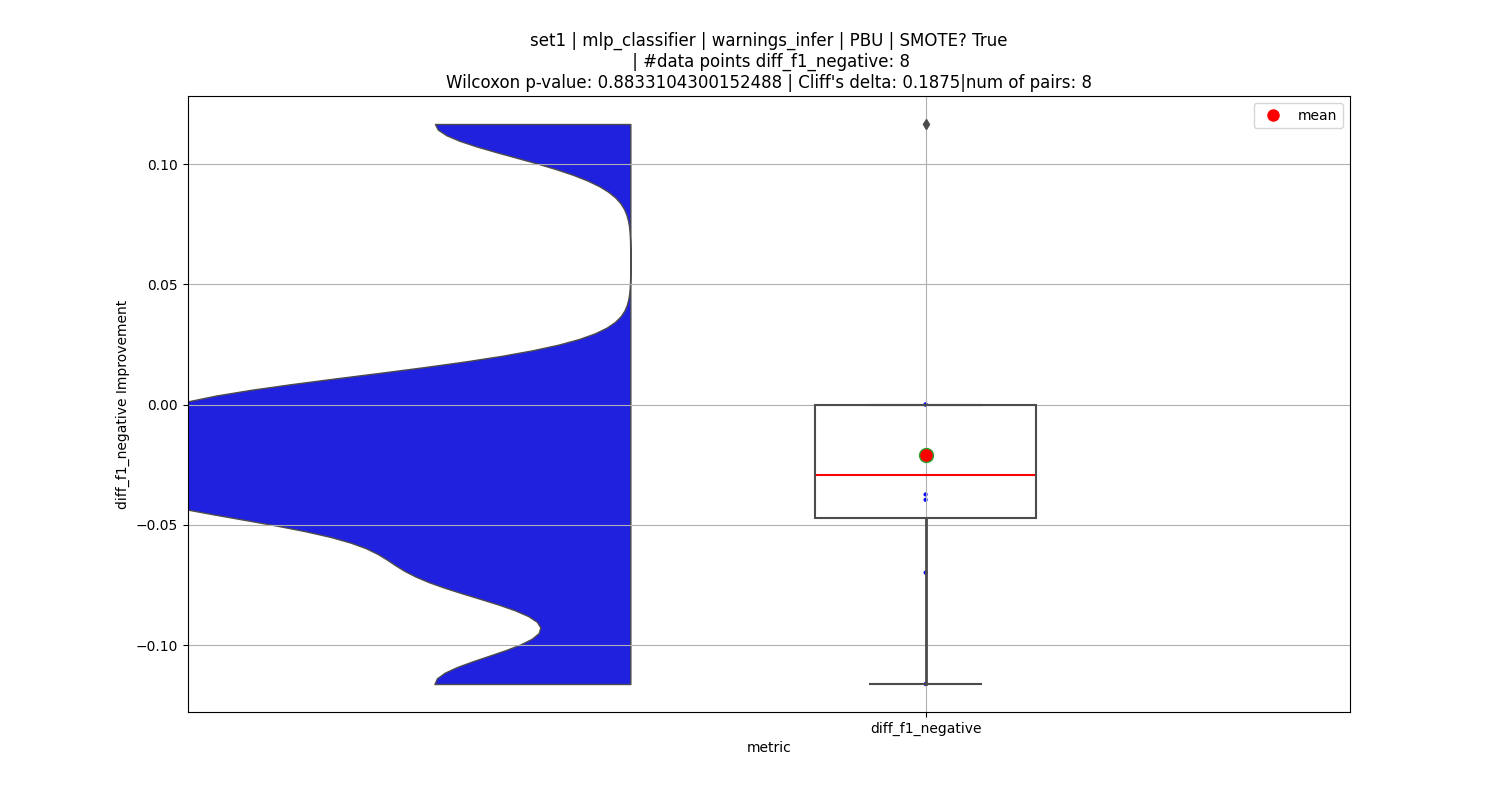 set1 | mlp_classifier | warnings_infer | PBU | SMOTE? True
| #data points diff_f1_negative: 8
Wilcoxon p-value: 0.8833104300152488 | Cliff's delta: 0.1875|num of pairs: 8
mean
0.10
0.05
0.00
−0.05
−0.10
diff_f1_negative Improvement
diff_f1_negative
metric